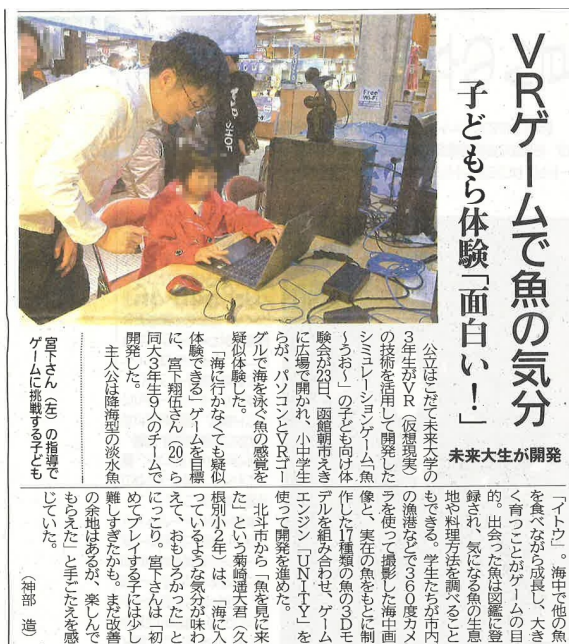 VRゲームで魚の気分
子どもら体験「面白い！」
未来大生が開発
Free
Wi-Fi
公立はこだて未来大学の
3年生がVR（仮想現実）
の技術を活用して開発した
シミュレーションゲーム「魚
〜うお〜」の子ども向け体
験会が23日、函館朝市えき
に広場で開かれ、小中学生
らが、パソコンとVRゴー
グルで海を泳ぐ魚の感覚を
疑似体験した。
「海に行かなくても疑似
体験できる」ゲームを目標
に、宮下翔伍さん（20）ら
同大3年生9人のチームで
開発した。
主人公は降海型の淡水魚
宮下さん（左）の指導で
ゲームに挑戦する子ども
「イトウ」。海中で他の魚
を食べながら成長し、大き
く育つことがゲームの目
的。出会った魚は図鑑に登
録され、気になる魚の生息
地や料理方法を調べること
もできる。学生たちが市内
の漁港などで360度カメ
ラを使って撮影した海中画
像と、実在の魚をもとに制
作した17種類の魚の3Dモ
デルを組み合わせ、ゲーム
エンジン「UNITY」を
使って開発を進めた。
北斗市から「魚を見に来
た」という菊崎遥大君（久
根別小2年）は、「海に入
っているような気分が味わ
えて、おもしろかった」と
にっこり。宮下さんは「初
めてプレイする子には少し
難しすぎたかも。まだ改善
の余地はあるが、楽しんで
もらえた」と手ごたえを感
じていた。
（神部 造）